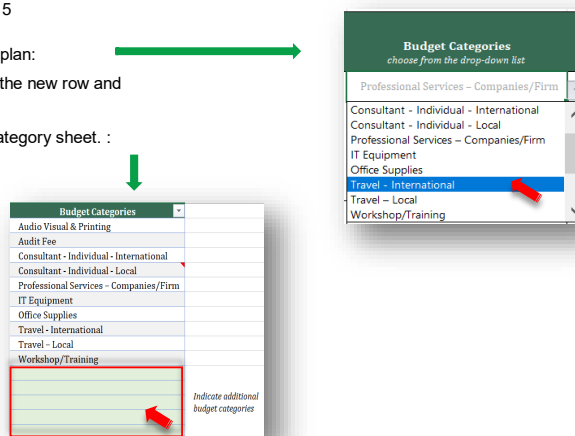 5
plan:
the new row and
ategory sheet. :
Budget Categories
choose from the drop-down list
Professional Services – Companies/Firm
Consultant - Individual - International
Consultant - Individual - Local
Professional Services – Companies/Firm
IT Equipment
Office Supplies
Travel - International
Travel – Local
Workshop/Training
Budget Categories
Audio Visual & Printing
Audit Fee
Consultant - Individual - International
Consultant - Individual - Local
Professional Services – Companies/Firm
IT Equipment
Office Supplies
Travel - International
Travel – Local
Workshop/Training
Indicate additional
budget categories